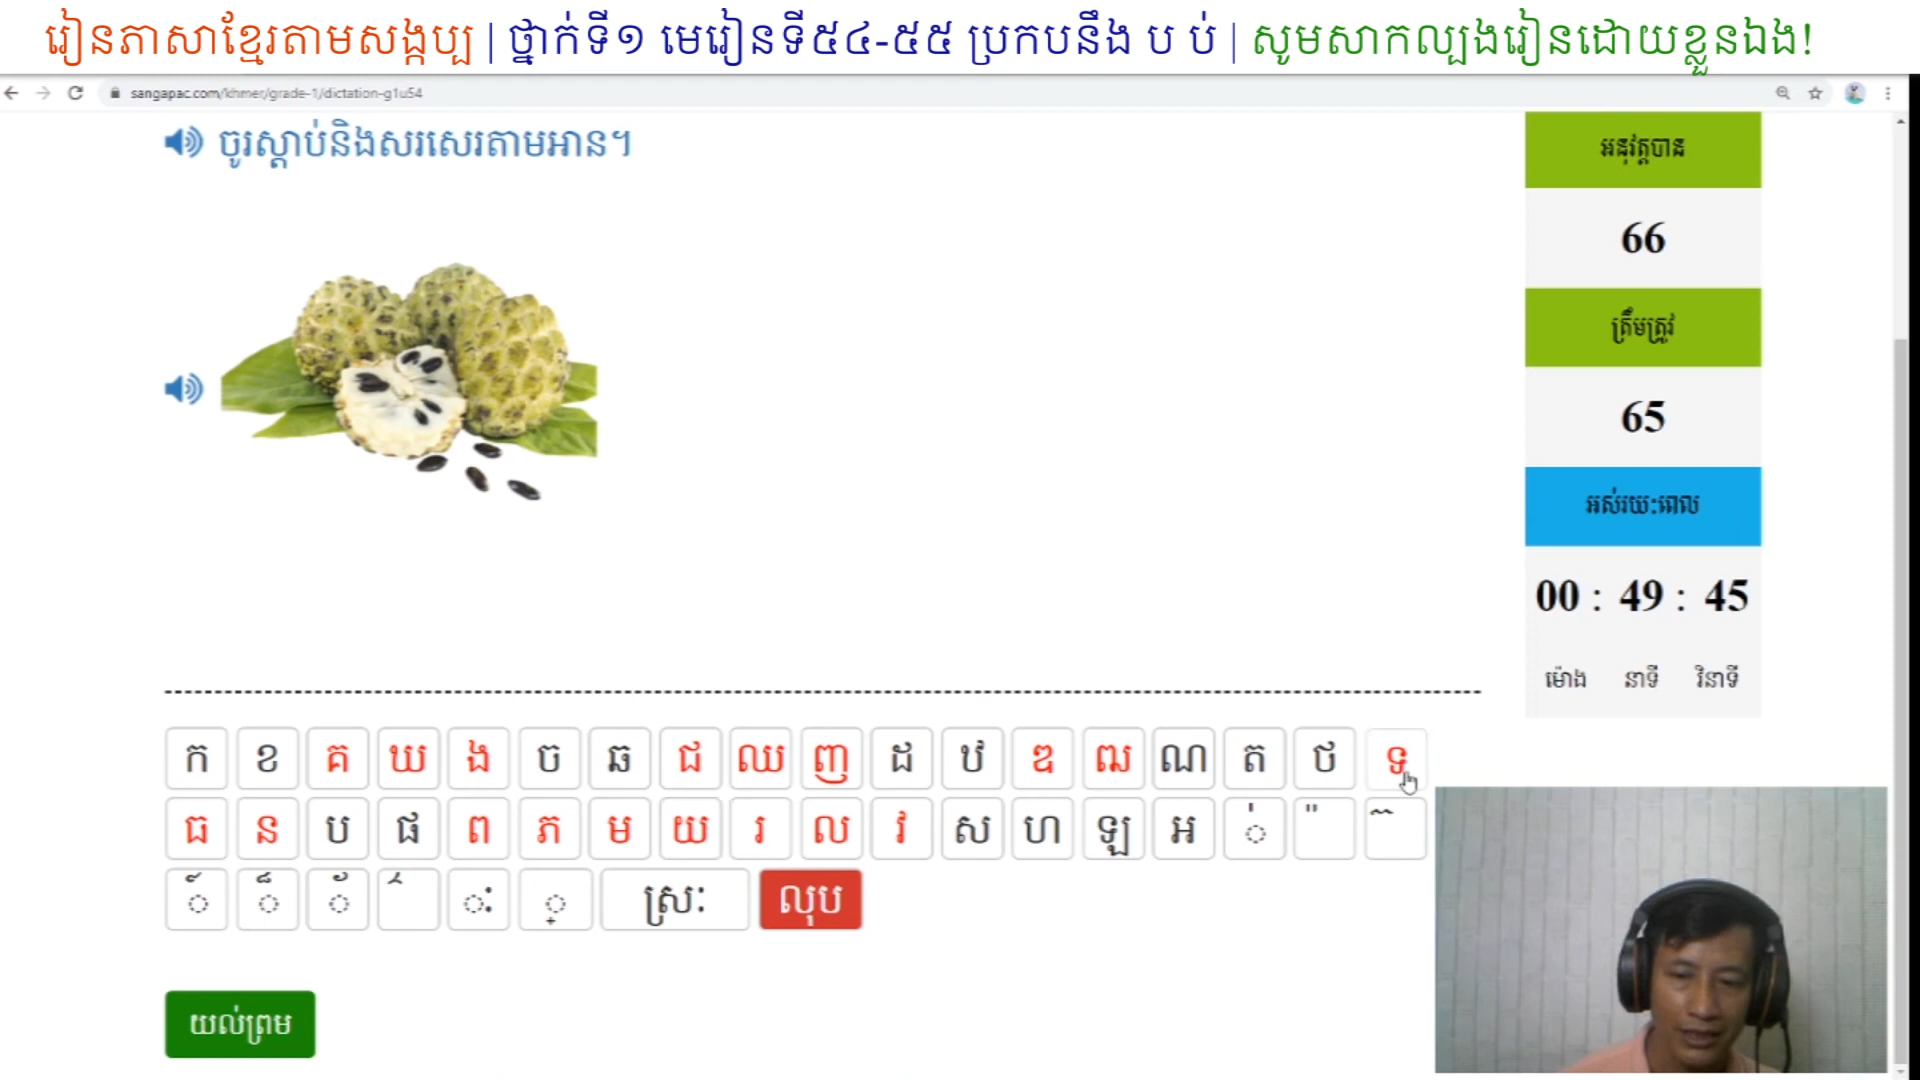 រៀនភាសាខ្មែរតាមសង្កប្ប | ថ្នាក់ទី១ មេរៀនទី៥៤-៥៥ ប្រកបនឹង ប ប់ | សូមសាកល្បងរៀនដោយខ្លួនឯង!
sangapac.com/khmer/grade-1/dictation-g1u54
ចូរស្ដាប់និងសរសេរតាមអាន។
អនុវត្តបាន
66
ត្រឹមត្រូវ
65
អស់រយ:ពេល
00 : 49 : 45
ម៉ោង នាទី វិនាទី
ក ខ គ ឃ ង ច ឆ ជ ឈ ញ ដ ឋ ឌ ឍ ណ ត ថ ទ
ធ ន ប ផ ព ភ ម យ រ ល វ ស ហ ឡ អ ់ ៉ ៊
៍ ៏ ័ ៌ ះ ្ ស្រៈ លុប
យល់ព្រម